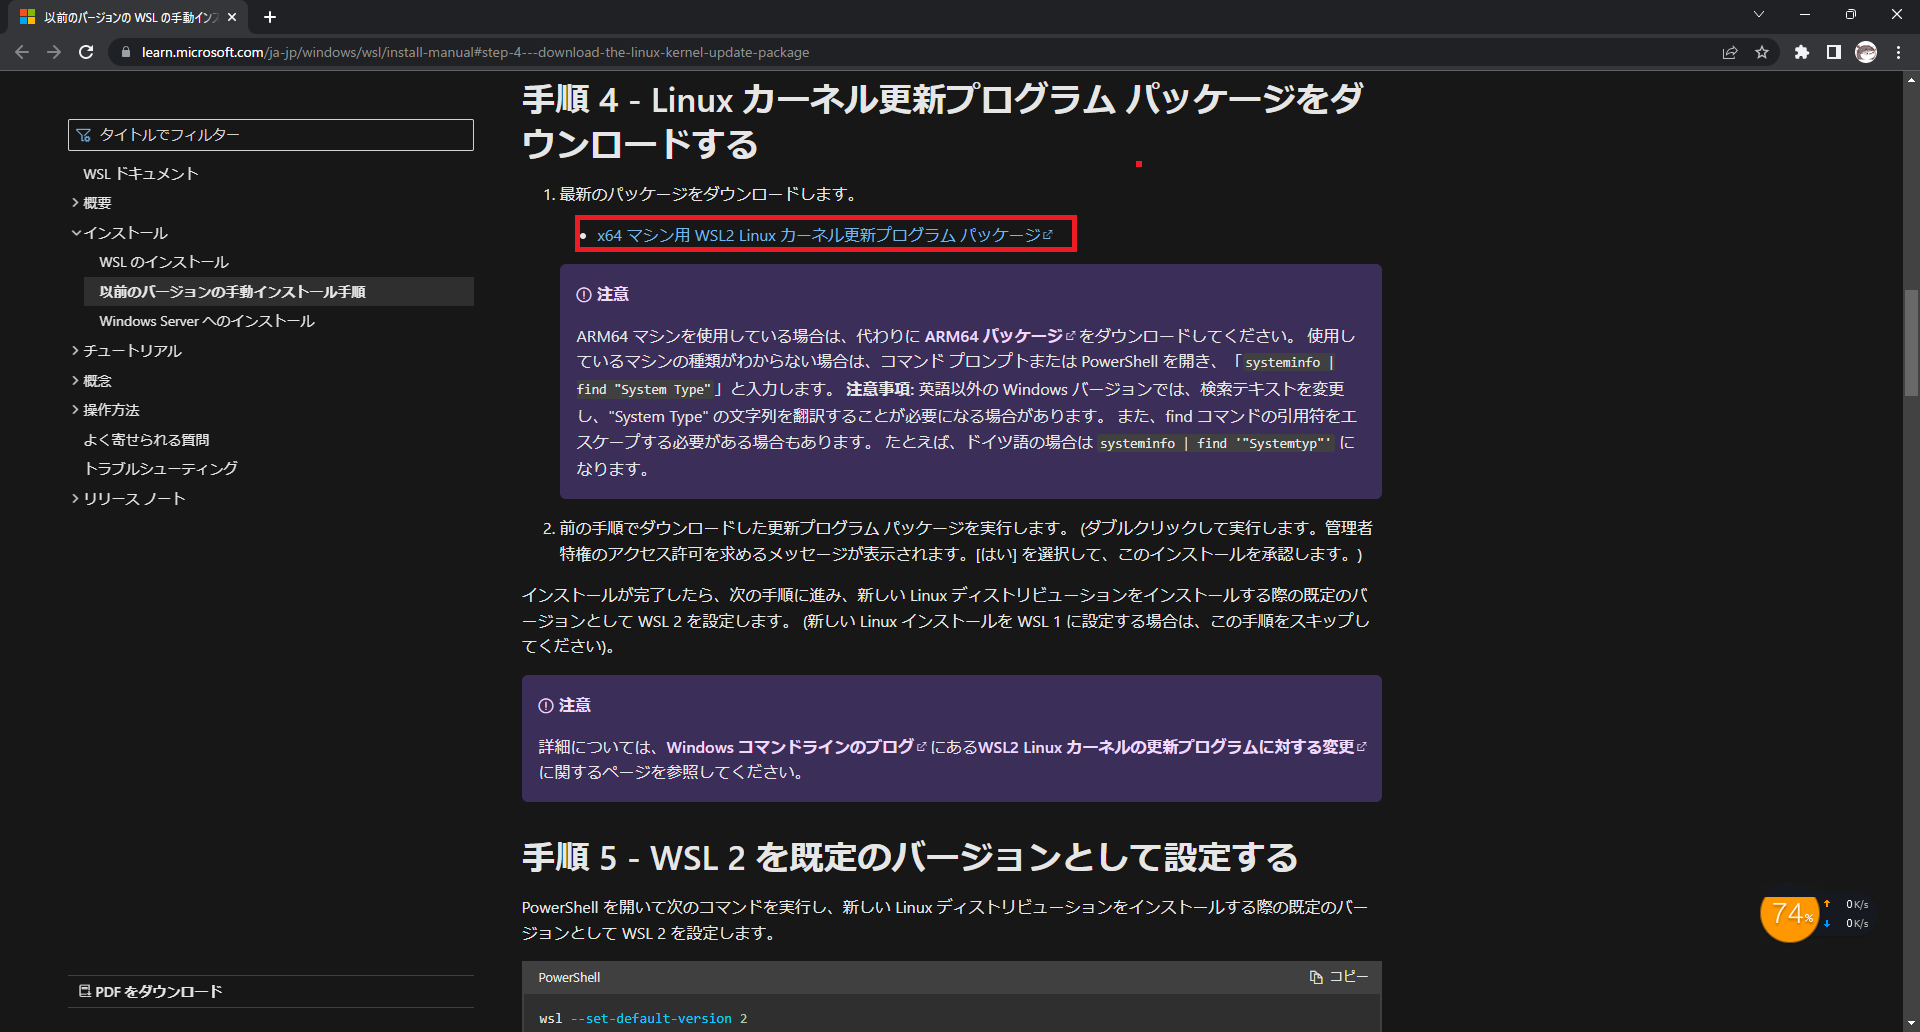 以前のバージョンの WSL の手動イン
learn.microsoft.com/ja-jp/windows/wsl/install-manual#step-4---download-the-linux-kernel-update-package
タイトルでフィルター
WSL ドキュメント
概要
インストール
WSL のインストール
以前のバージョンの手動インストール手順
Windows Server へのインストール
チュートリアル
概念
操作方法
よく寄せられる質問
トラブルシューティング
リリース ノート
PDF をダウンロード
手順 4 - Linux カーネル更新プログラム パッケージをダ
ウンロードする
1. 最新のパッケージをダウンロードします。
• x64 マシン用 WSL2 Linux カーネル更新プログラム パッケージ
注意
ARM64 マシンを使用している場合は、代わりに ARM64 パッケージ をダウンロードしてください。 使用し
ているマシンの種類がわからない場合は、コマンド プロンプトまたは PowerShell を開き、「systeminfo |
find "System Type"」と入力します。 注意事項: 英語以外の Windows バージョンでは、検索テキストを変更
し、"System Type" の文字列を翻訳することが必要になる場合があります。 また、find コマンドの引用符をエ
スケープする必要がある場合もあります。 たとえば、ドイツ語の場合は systeminfo | find '"Systemtyp"' に
なります。
2. 前の手順でダウンロードした更新プログラム パッケージを実行します。 (ダブルクリックして実行します。管理者
特権のアクセス許可を求めるメッセージが表示されます。[はい] を選択して、このインストールを承認します。)
インストールが完了したら、次の手順に進み、新しい Linux ディストリビューションをインストールする際の既定のバ
ージョンとして WSL 2 を設定します。 (新しい Linux インストールを WSL 1 に設定する場合は、この手順をスキップし
てください)。
注意
詳細については、Windows コマンドラインのブログ にあるWSL2 Linux カーネルの更新プログラムに対する変更
に関するページを参照してください。
手順 5 - WSL 2 を既定のバージョンとして設定する
PowerShell を開いて次のコマンドを実行し、新しい Linux ディストリビューションをインストールする際の既定のバー
ジョンとして WSL 2 を設定します。
PowerShell コピー
wsl --set-default-version 2
74%
0K/s
0K/s